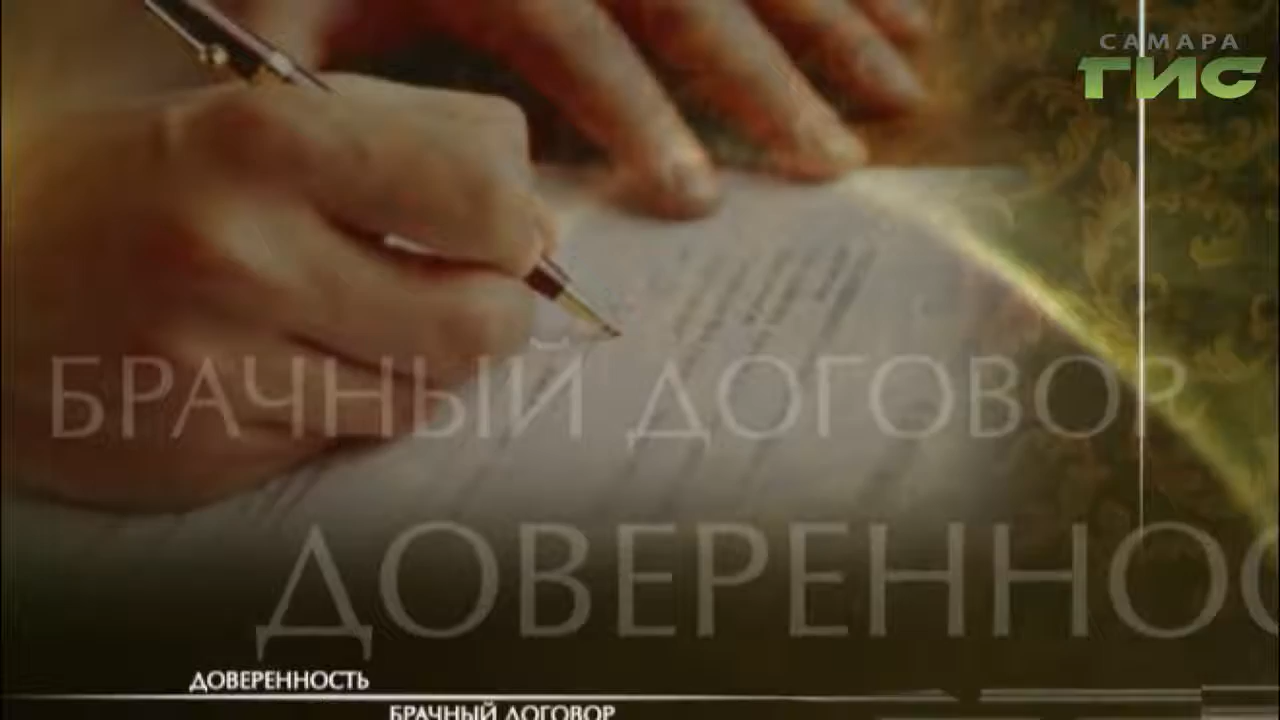 САМАРА
ГИС
БРАЧНЫЙ ДОГОВОР
ДОВЕРЕННОС
ДОВЕРЕННОСТЬ
БРАЧНЫЙ ДОГОВОР